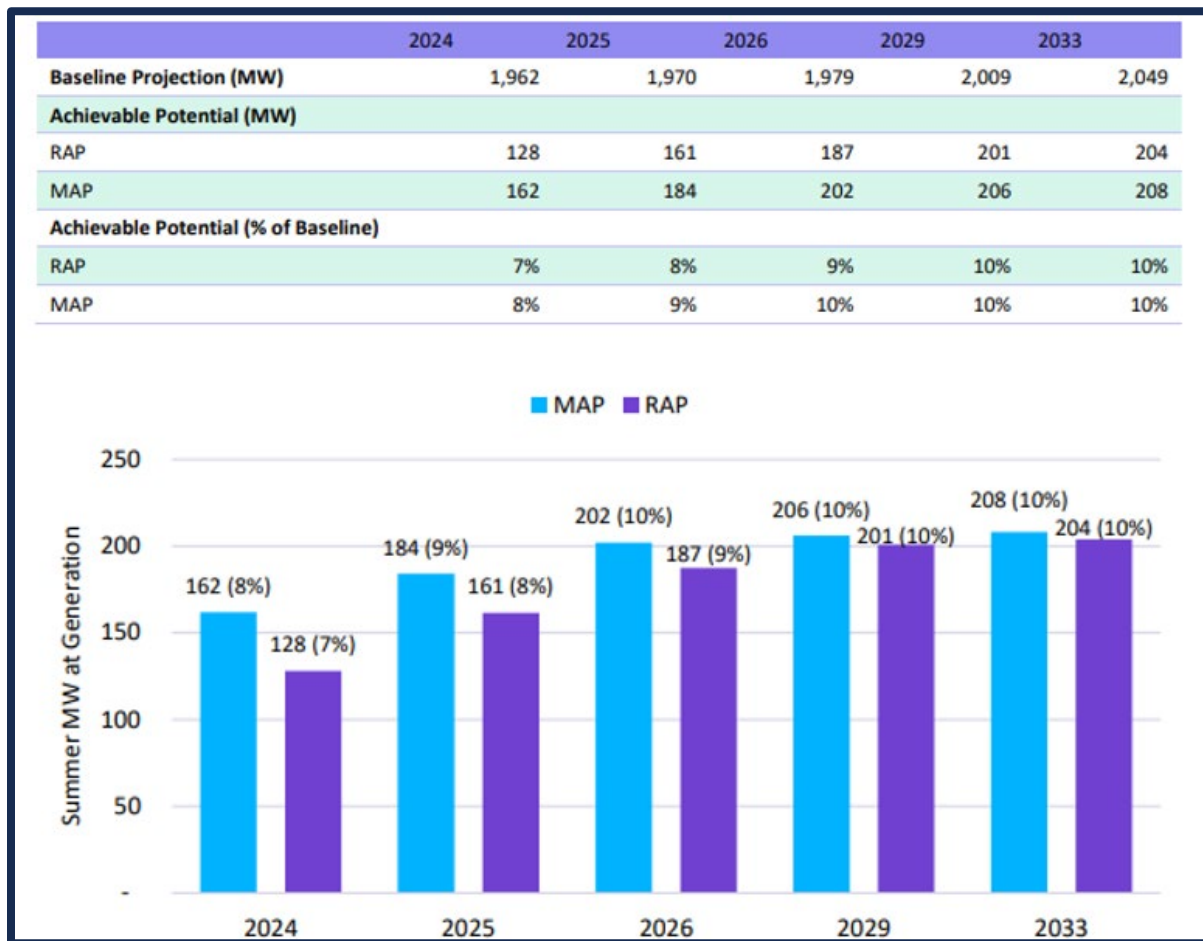 2024 2025 2026 2029 2033
Baseline Projection (MW) 1,962 1,970 1,979 2,009 2,049
Achievable Potential (MW)
RAP 128 161 187 201 204
MAP 162 184 202 206 208
Achievable Potential (% of Baseline)
RAP 7% 8% 9% 10% 10%
MAP 8% 9% 10% 10% 10%
MAP RAP
Summer MW at Generation
250
200
150
100
50
-
162 (8%)
128 (7%)
184 (9%)
161 (8%)
202 (10%)
187 (9%)
206 (10%)
201 (10%)
208 (10%)
204 (10%)
2024 2025 2026 2029 2033